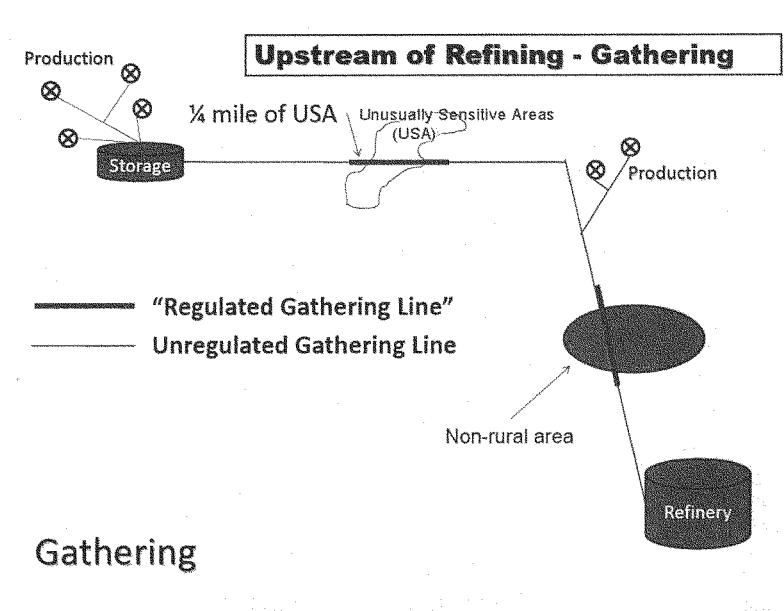 Upstream of Refining - Gathering
Production
¼ mile of USA
Unusually Sensitive Areas
(USA)
Storage
Production
"Regulated Gathering Line"
Unregulated Gathering Line
Non-rural area
Refinery
Gathering